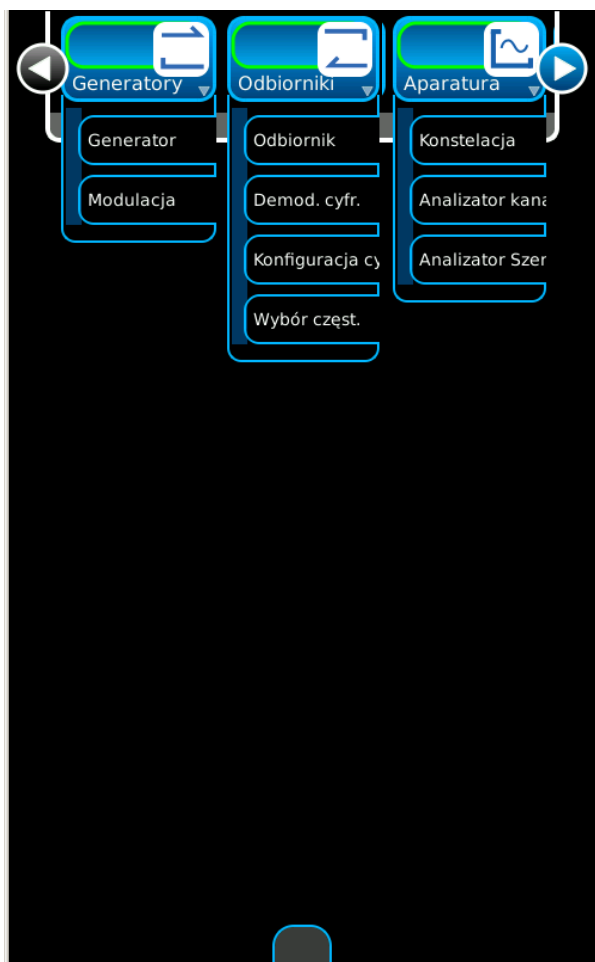 Generatory
Odbiorniki
Aparatura
Generator
Odbiornik
Konstelacja
Modulacja
Demod. cyfr.
Analizator kana
Konfiguracja cy
Analizator Szer
Wybór częst.